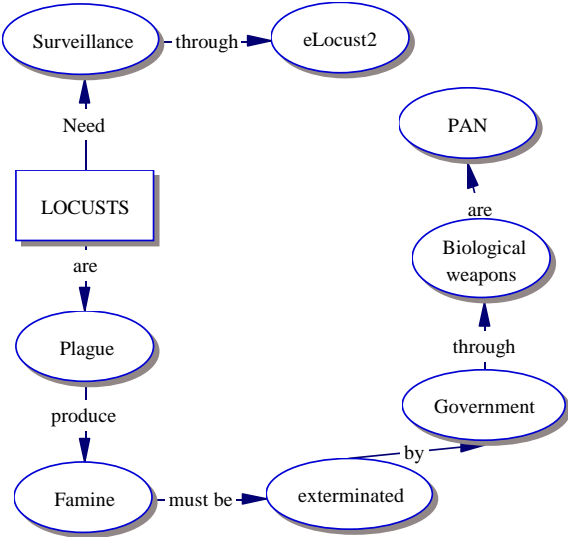 Surveillance
through
eLocust2
Need
PAN
LOCUSTS
are
are
Biological
weapons
Plague
through
produce
Government
by
Famine
must be
exterminated